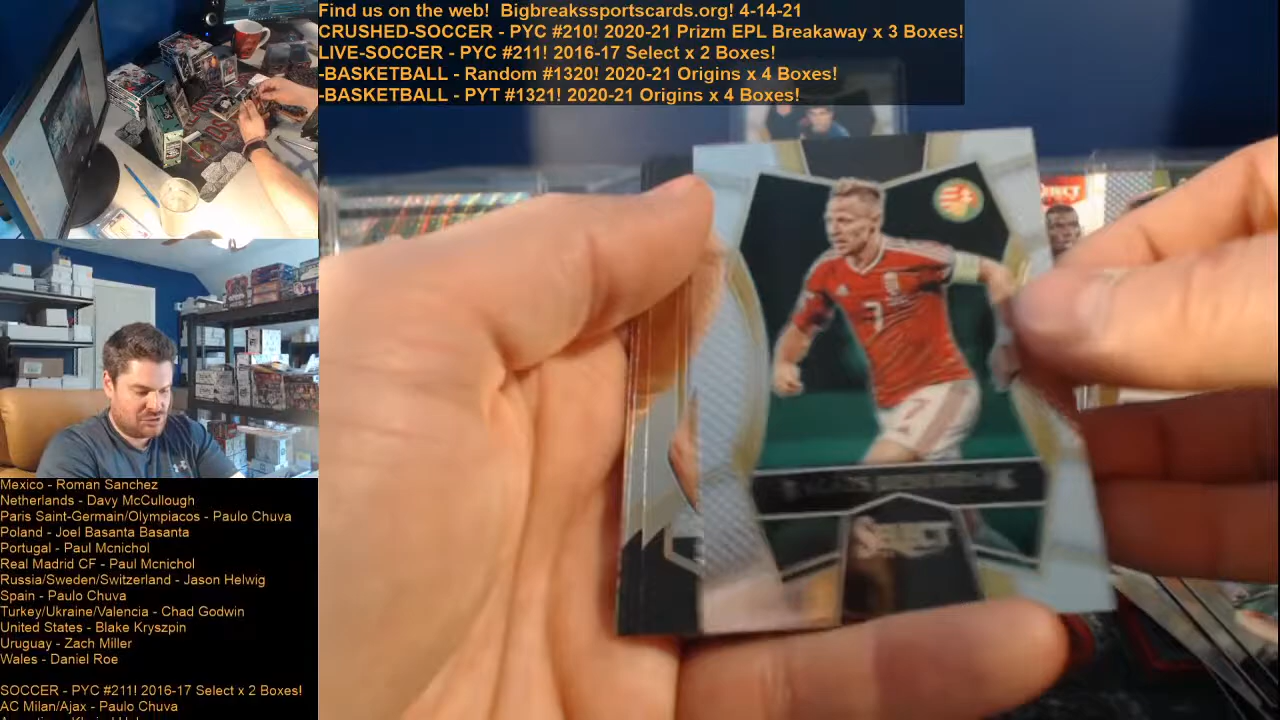 Find us on the web! Bigbreakssportscards.org! 4-14-21
CRUSHED-SOCCER - PYC #210! 2020-21 Prizm EPL Breakaway x 3 Boxes!
LIVE-SOCCER - PYC #211! 2016-17 Select x 2 Boxes!
-BASKETBALL - Random #1320! 2020-21 Origins x 4 Boxes!
-BASKETBALL - PYT #1321! 2020-21 Origins x 4 Boxes!
7
7
SELECT
Mexico - Roman Sanchez
Netherlands - Davy McCullough
Paris Saint-Germain/Olympiacos - Paulo Chuva
Poland - Joel Basanta Basanta
Portugal - Paul Mcnichol
Real Madrid CF - Paul Mcnichol
Russia/Sweden/Switzerland - Jason Helwig
Spain - Paulo Chuva
Turkey/Ukraine/Valencia - Chad Godwin
United States - Blake Kryszpin
Uruguay - Zach Miller
Wales - Daniel Roe
SOCCER - PYC #211! 2016-17 Select x 2 Boxes!
AC Milan/Ajax - Paulo Chuva